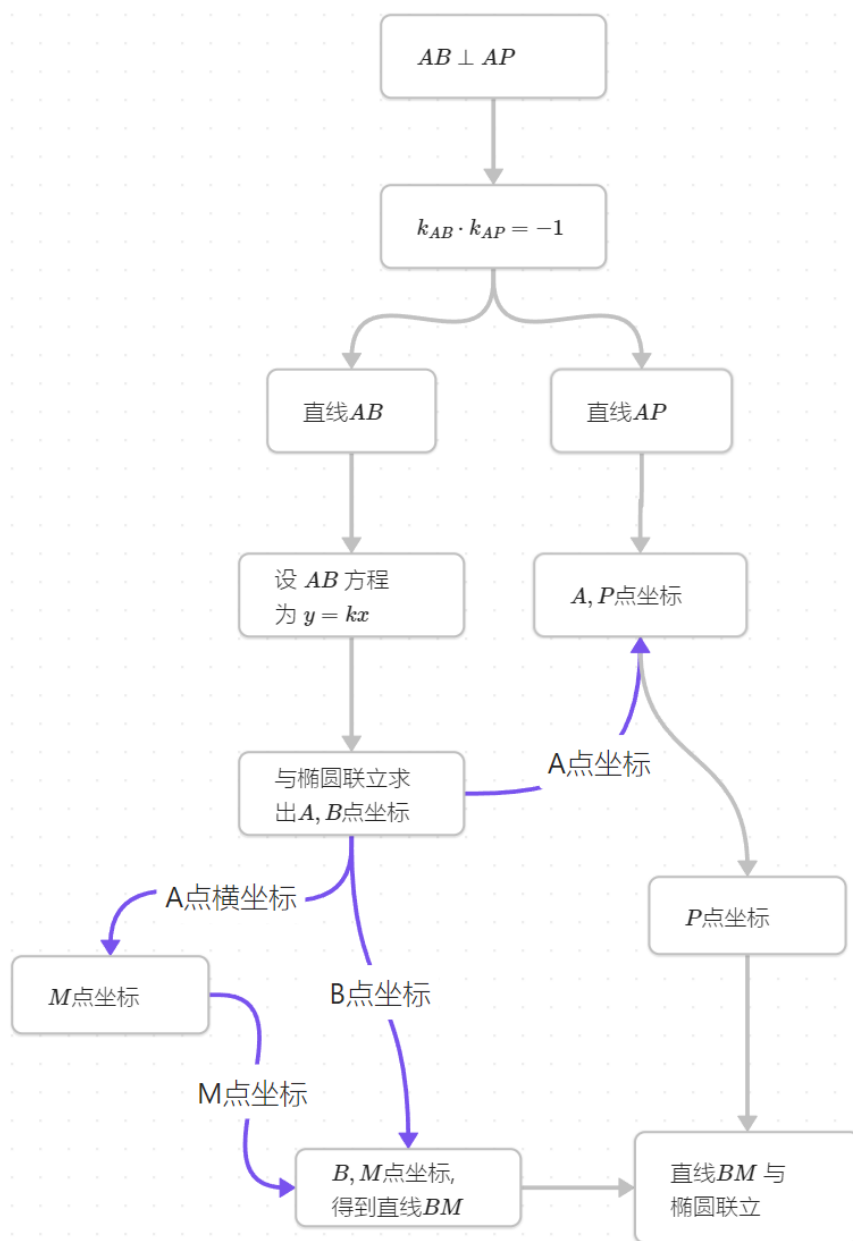 AB ⊥ AP
k_{AB} · k_{AP} = −1
直线AB
直线AP
设 AB 方程
为 y = kx
A, P点坐标
A点坐标
与椭圆联立求
出A, B点坐标
A点横坐标
P点坐标
M点坐标
B点坐标
M点坐标
B, M点坐标,
得到直线BM
直线BM 与
椭圆联立